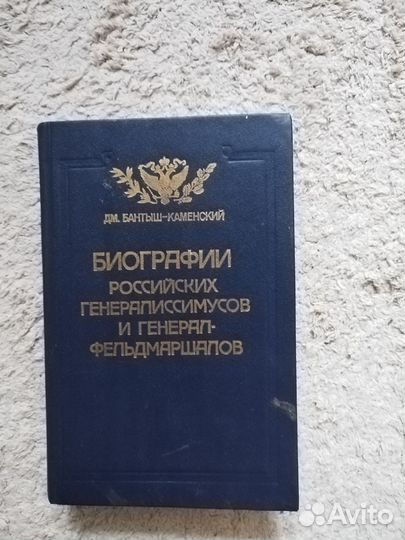 ДМ. БАНТЫШ-КАМЕНСКИЙ
БИОГРАФИИ
РОССИЙСКИХ
ГЕНЕРАЛИССИМУСОВ
И ГЕНЕРАЛ-
ФЕЛЬДМАРШАЛОВ
Avito